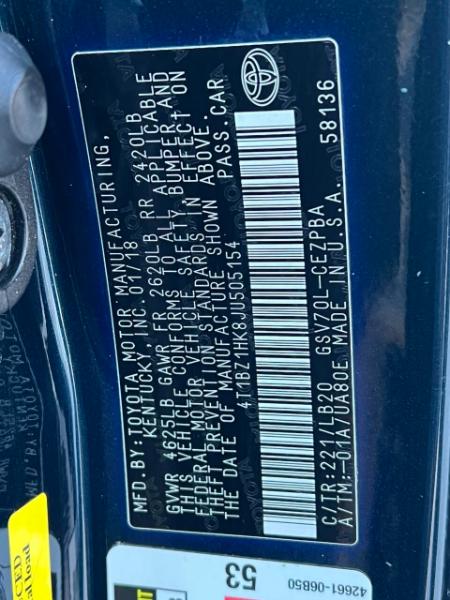 MFD. BY: TOYOTA MOTOR MANUFACTURING,
KENTUCKY, INC. 01/18
GVWR 4625LB GAWR FR 2620LB RR 2420LB
THIS VEHICLE CONFORMS TO ALL APPLICABLE
FEDERAL MOTOR VEHICLE SAFETY, BUMPER, AND
THEFT PREVENTION STANDARDS IN EFFECT ON
THE DATE OF MANUFACTURE SHOWN ABOVE.
4T1BZ1HK8JU505154 PASS. CAR
C/TR:221/LB20 GSV70L-CEZPBA
A/TM:-01A/UA80E MADE IN U.S.A. 58136
TOYOTA
42661-06B50
53